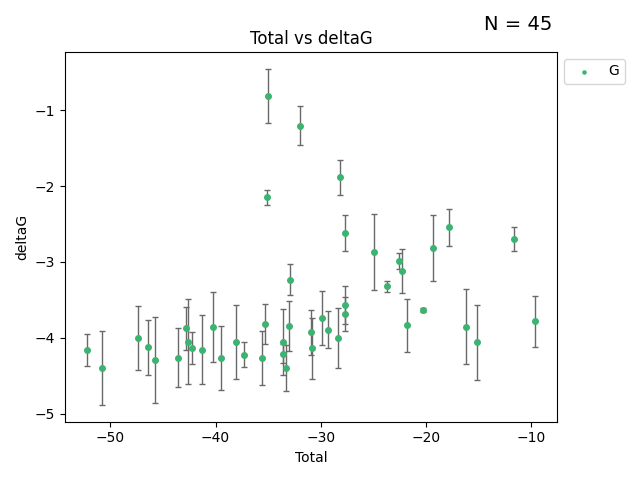 N = 45
Total vs deltaG
G
deltaG
−1
−2
−3
−4
−5
−50 −40 −30 −20 −10
Total